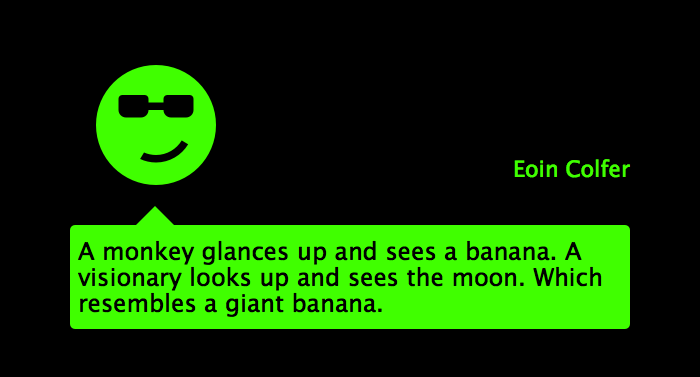 Eoin Colfer
A monkey glances up and sees a banana. A
visionary looks up and sees the moon. Which
resembles a giant banana.